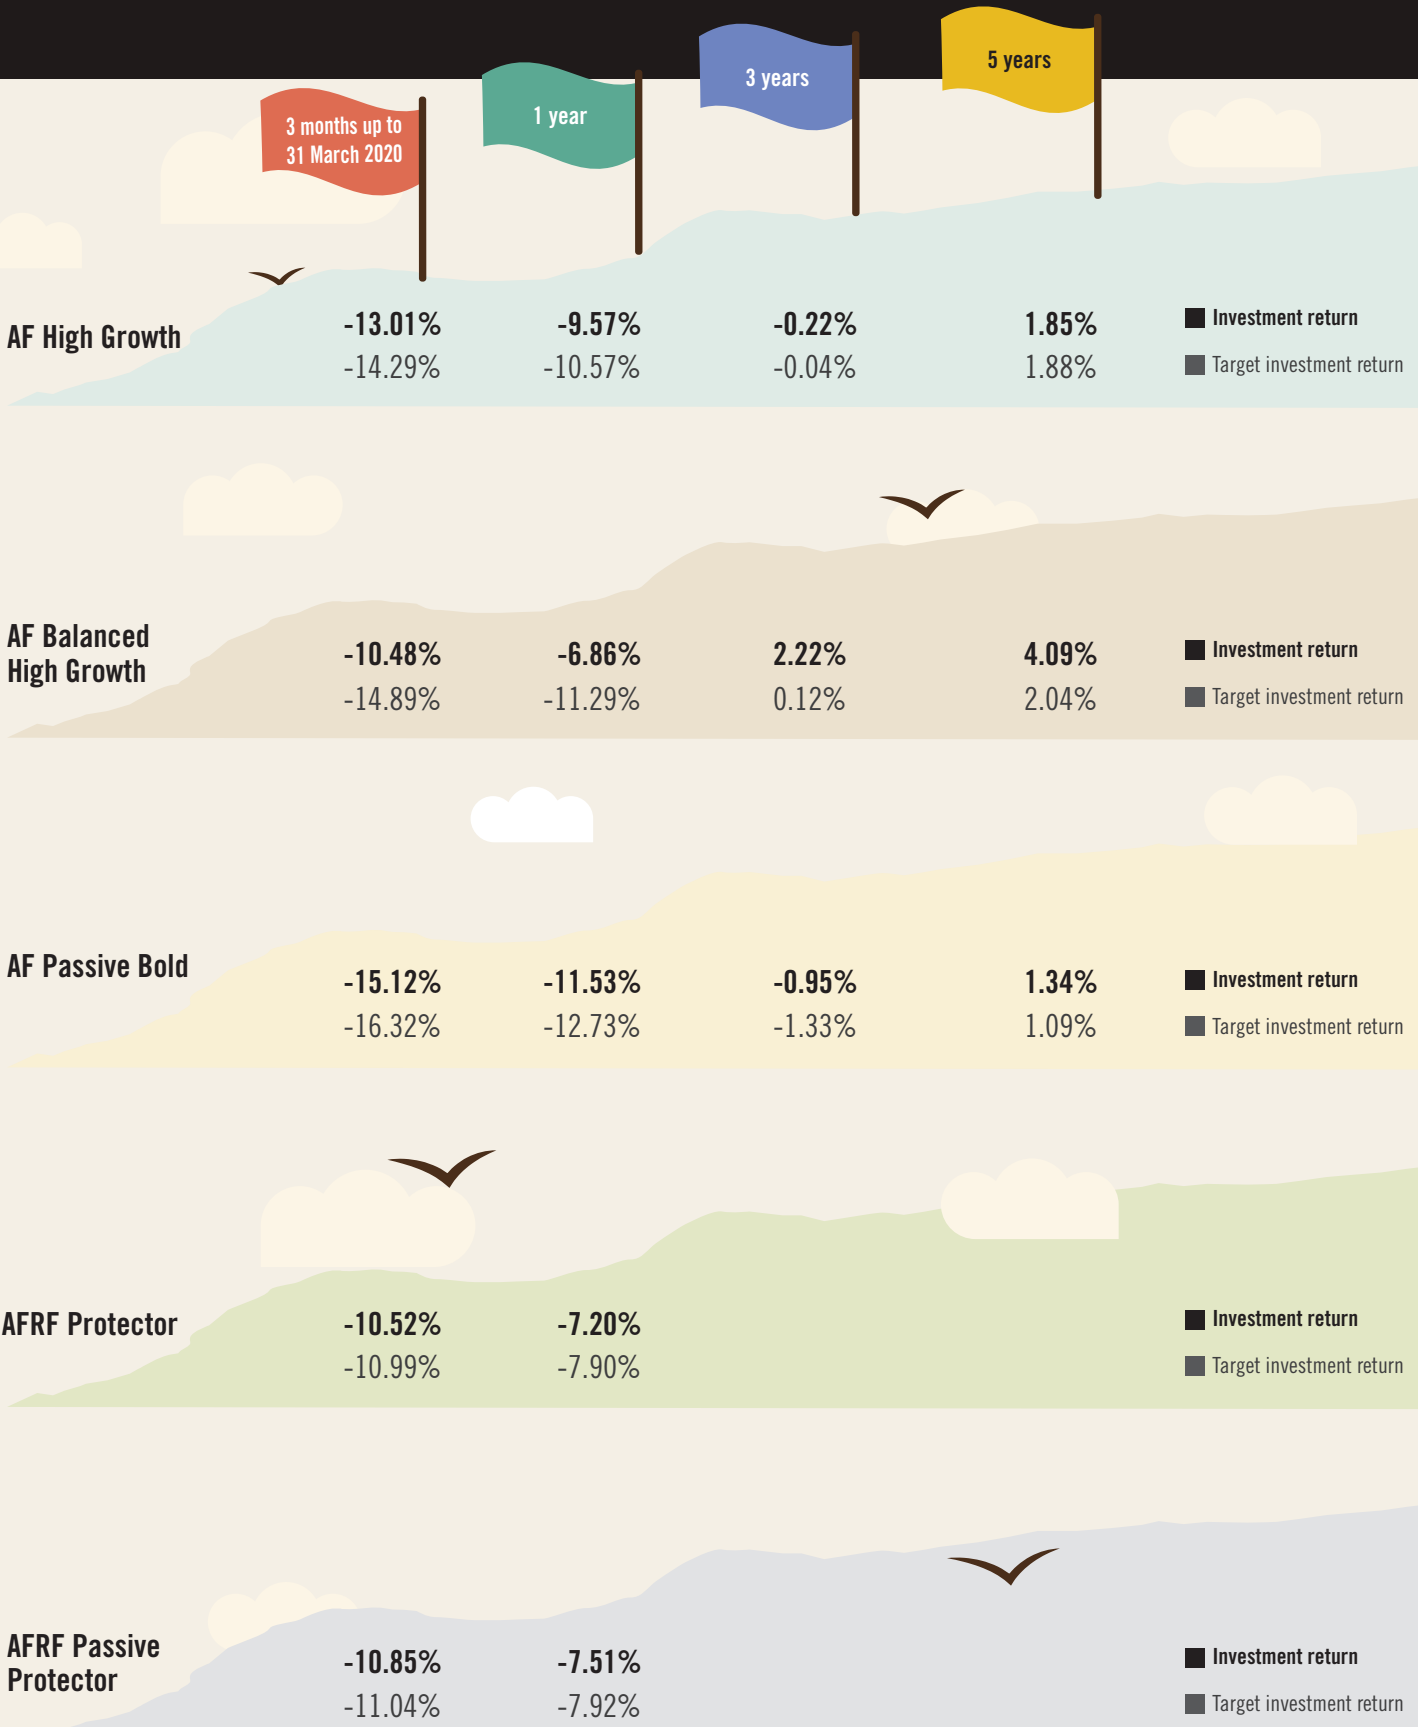 3 months up to
31 March 2020
1 year
3 years
5 years
AF High Growth
-13.01% -9.57% -0.22% 1.85% Investment return
-14.29% -10.57% -0.04% 1.88% Target investment return
AF Balanced
High Growth
-10.48% -6.86% 2.22% 4.09% Investment return
-14.89% -11.29% 0.12% 2.04% Target investment return
AF Passive Bold
-15.12% -11.53% -0.95% 1.34% Investment return
-16.32% -12.73% -1.33% 1.09% Target investment return
AFRF Protector
-10.52% -7.20% Investment return
-10.99% -7.90% Target investment return
AFRF Passive
Protector
-10.85% -7.51% Investment return
-11.04% -7.92% Target investment return